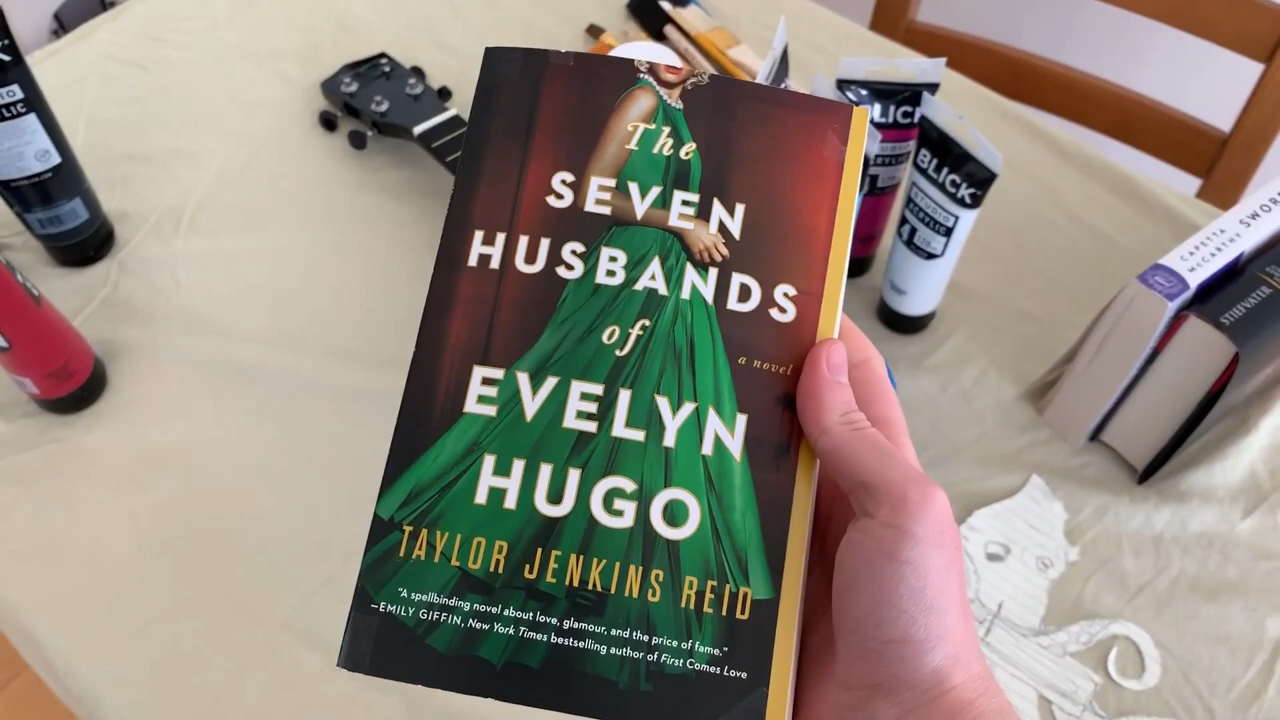 The
SEVEN
HUSBANDS
of
a novel
EVELYN
HUGO
TAYLOR JENKINS REID
"A spellbinding novel about love, glamour, and the price of fame."
—EMILY GIFFIN, New York Times bestselling author of First Comes Love
BLICK
STUDIO
ACRYLIC
BLICK
CAPETTA
MCCARTHY
SWOR
STIEFVATER